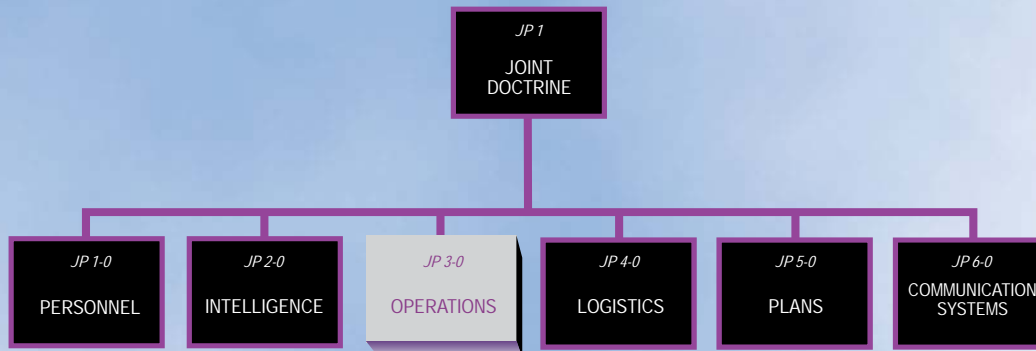 JP 1
JOINT
DOCTRINE
JP 1-0
PERSONNEL
JP 2-0
INTELLIGENCE
JP 3-0
OPERATIONS
JP 4-0
LOGISTICS
JP 5-0
PLANS
JP 6-0
COMMUNICATION
SYSTEMS